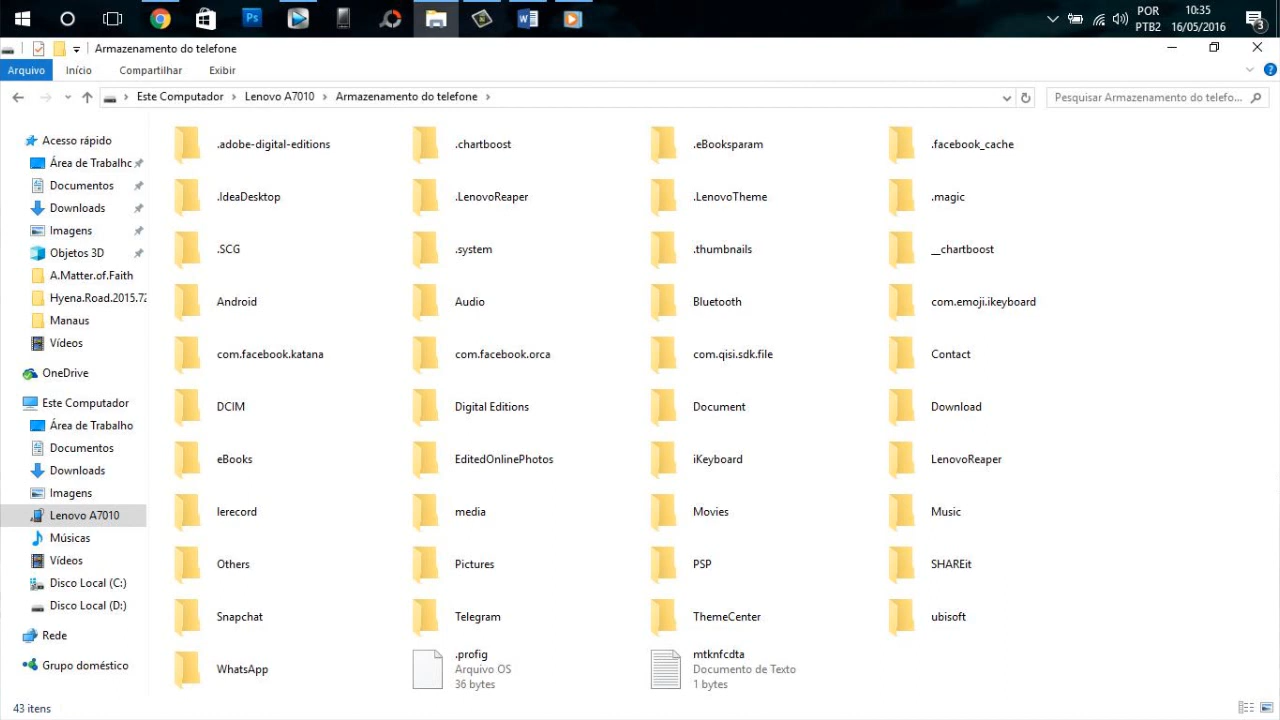 Ps
POR
PTB2
10:35
16/05/2016
3
Armazenamento do telefone
Arquivo
Início
Compartilhar
Exibir
Este Computador
Lenovo A7010
Armazenamento do telefone
Pesquisar Armazenamento do telefo...
Acesso rápido
Área de Trabalho
Documentos
Downloads
Imagens
Objetos 3D
A.Matter.of.Faith
Hyena.Road.2015.72
Manaus
Vídeos
OneDrive
Este Computador
Área de Trabalho
Documentos
Downloads
Imagens
Lenovo A7010
Músicas
Vídeos
Disco Local (C:)
Disco Local (D:)
Rede
Grupo doméstico
.adobe-digital-editions
.chartboost
.eBooksparam
.facebook_cache
.IdeaDesktop
.LenovoReaper
.LenovoTheme
.magic
.SCG
.system
.thumbnails
__chartboost
Android
Audio
Bluetooth
com.emoji.ikeyboard
com.facebook.katana
com.facebook.orca
com.qisi.sdk.file
Contact
DCIM
Digital Editions
Document
Download
eBooks
EditedOnlinePhotos
iKeyboard
LenovoReaper
lerecord
media
Movies
Music
Others
Pictures
PSP
SHAREit
Snapchat
Telegram
ThemeCenter
ubisoft
WhatsApp
.profig
Arquivo OS
36 bytes
mtknfcdta
Documento de Texto
1 bytes
43 itens